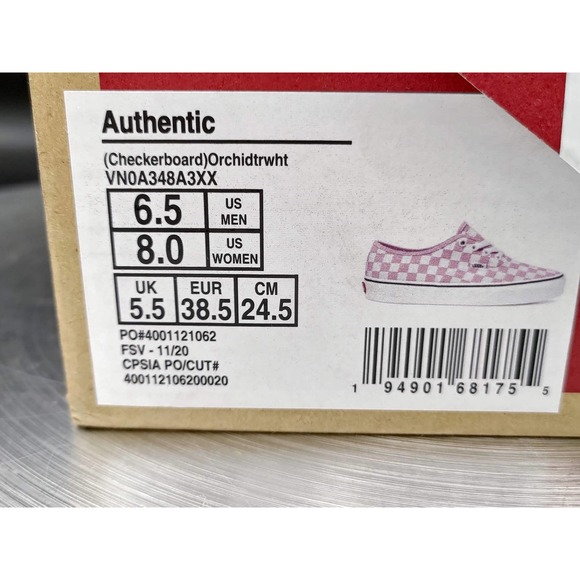 Authentic
(Checkerboard)Orchidtrwht
VN0A348A3XX
6.5 US MEN
8.0 US WOMEN
UK EUR CM
5.5 38.5 24.5
PO#4001121062
FSV - 11/20
CPSIA PO/CUT#
400112106200020
1 94901 68175 5